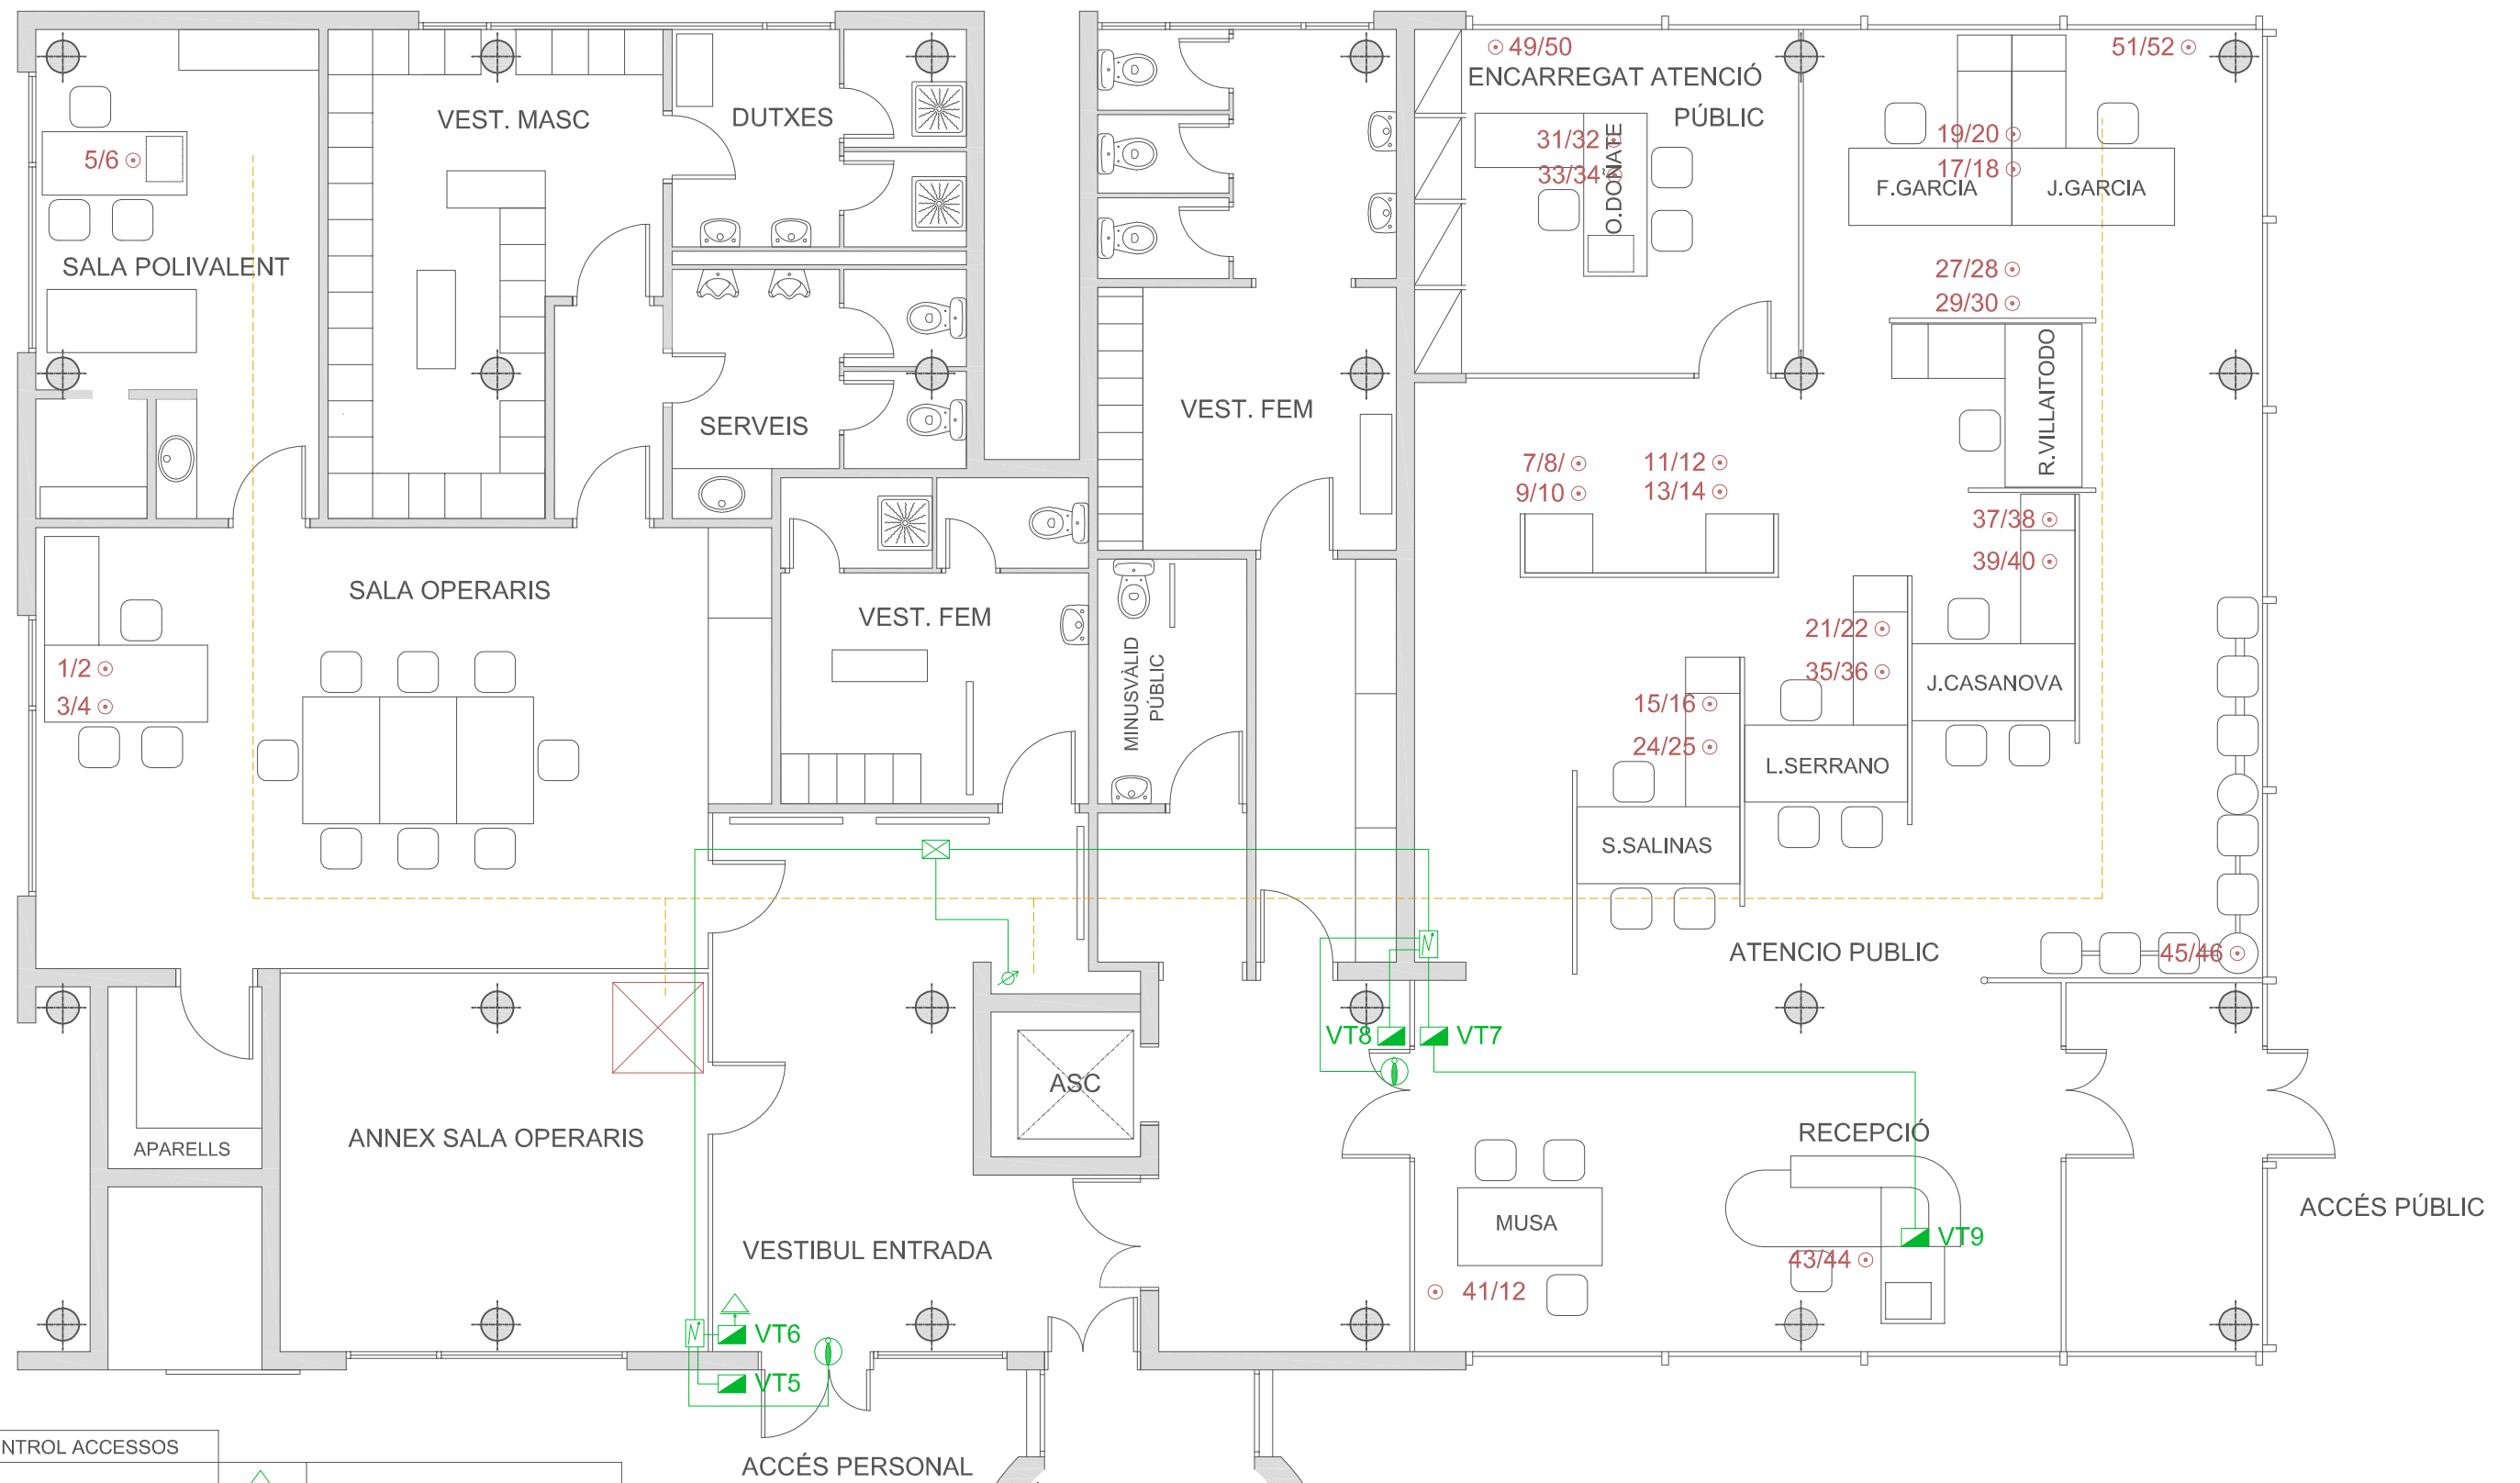 49/50
51/52
ENCARREGAT ATENCIÓ
PÚBLIC
VEST. MASC
DUTXES
5/6
31/32
33/34
O.DONATE
19/20
17/18
F.GARCIA
J.GARCIA
SALA POLIVALENT
27/28
29/30
R.VILLAITODO
VEST. FEM
SERVEIS
7/8/
9/10
11/12
13/14
37/38
39/40
SALA OPERARIS
VEST. FEM
MINUSVÀLID
PÚBLIC
21/22
35/36
J.CASANOVA
1/2
3/4
15/16
24/25
L.SERRANO
S.SALINAS
ATENCIO PUBLIC
45/46
VT8
VT7
ASC
APARELLS
ANNEX SALA OPERARIS
RECEPCIÓ
MUSA
ACCÉS PÚBLIC
VT9
VESTIBUL ENTRADA
43/44
41/12
VT6
VT5
NTROL ACCESSOS
ACCÉS PERSONAL